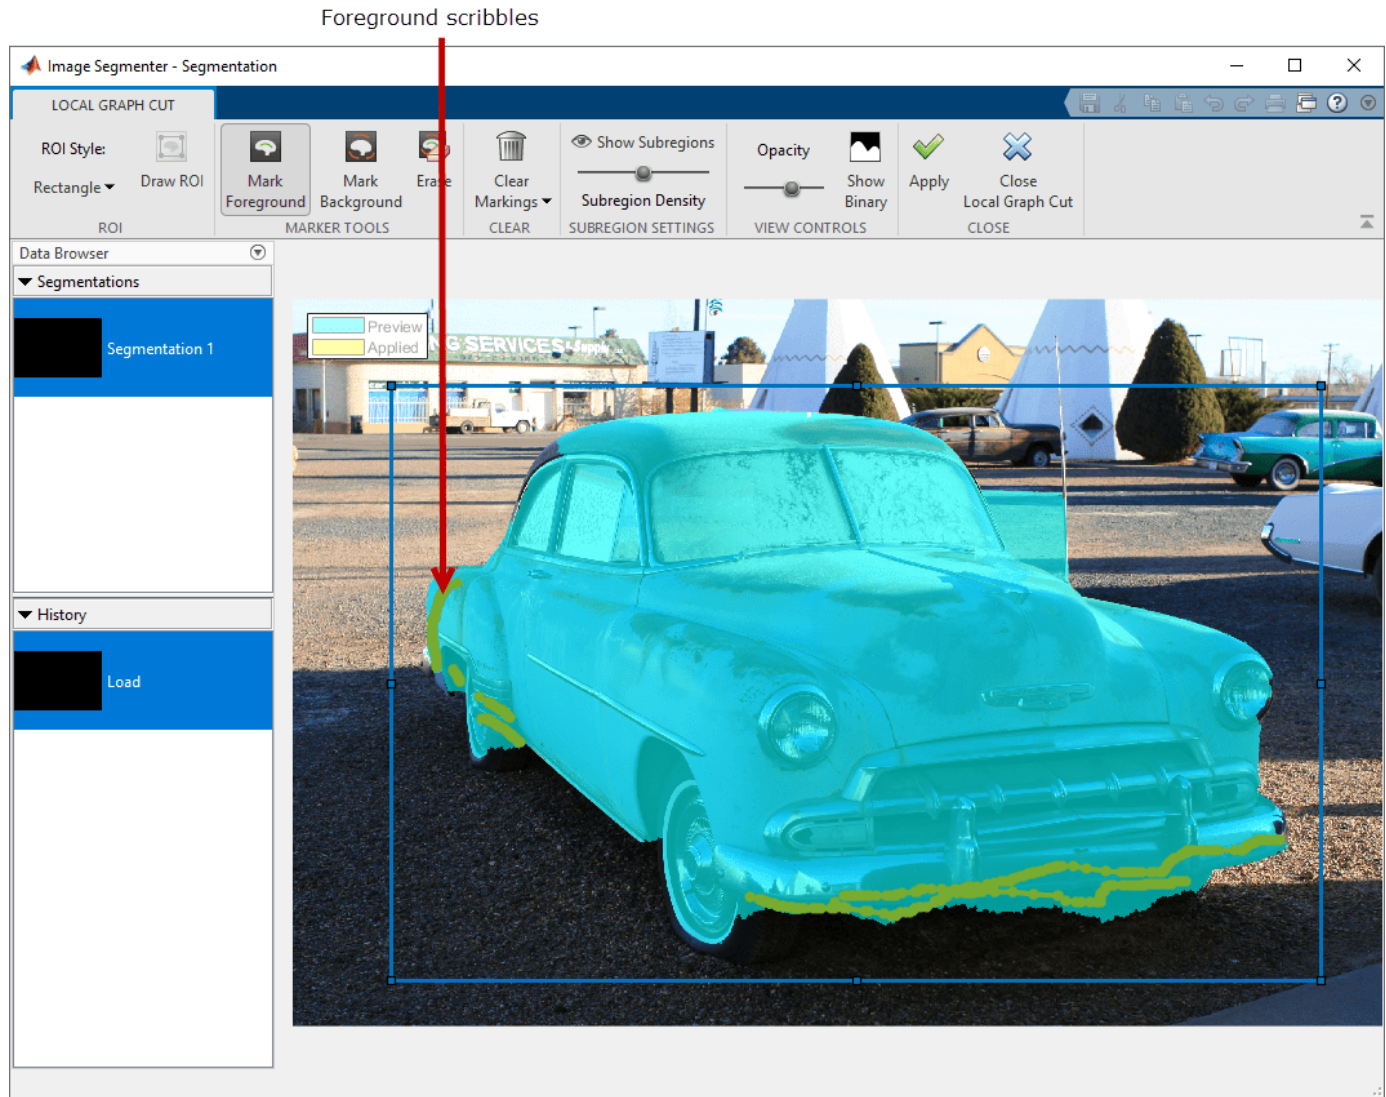 Foreground scribbles
Image Segmenter - Segmentation
LOCAL GRAPH CUT
ROI Style:
Rectangle
Draw ROI
ROI
Mark
Foreground
Mark
Background
Erase
MARKER TOOLS
Clear
Markings
CLEAR
Show Subregions
Subregion Density
SUBREGION SETTINGS
Opacity
Show
Binary
VIEW CONTROLS
Apply
Close
Local Graph Cut
CLOSE
Data Browser
Segmentations
Segmentation 1
History
Load
Preview
Applied
G SERVICES & Supply